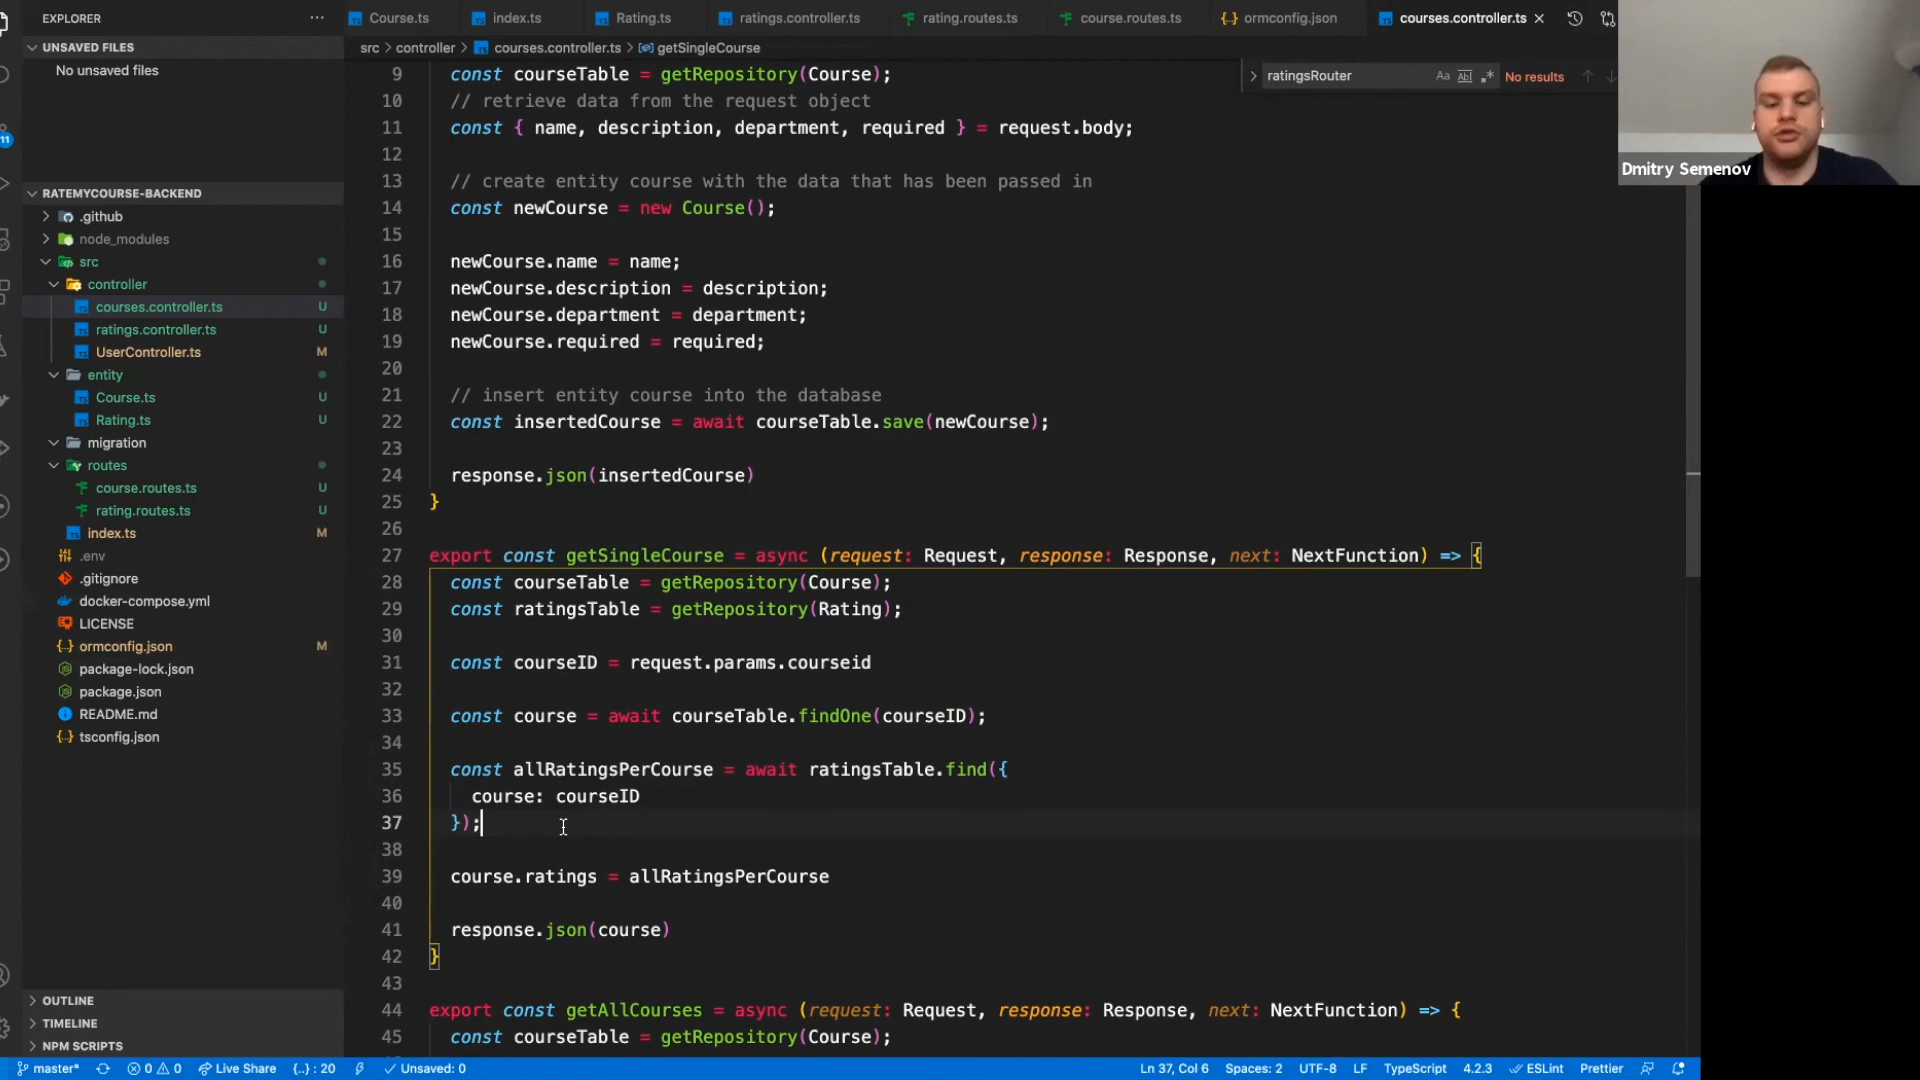 EXPLORER
UNSAVED FILES
No unsaved files
RATEMYCOURSE-BACKEND
.github
node_modules
src
controller
courses.controller.ts U
ratings.controller.ts U
UserController.ts M
entity
Course.ts U
Rating.ts U
migration
routes
course.routes.ts U
rating.routes.ts U
index.ts M
.env
.gitignore
docker-compose.yml
LICENSE
ormconfig.json M
package-lock.json
package.json
README.md
tsconfig.json
OUTLINE
TIMELINE
NPM SCRIPTS
11
Course.ts index.ts Rating.ts ratings.controller.ts rating.routes.ts course.routes.ts ormconfig.json courses.controller.ts
src > controller > courses.controller.ts > getSingleCourse
ratingsRouter Aa Abl No results
9 const courseTable = getRepository(Course);
10 // retrieve data from the request object
11 const { name, description, department, required } = request.body;
12
13 // create entity course with the data that has been passed in
14 const newCourse = new Course();
15
16 newCourse.name = name;
17 newCourse.description = description;
18 newCourse.department = department;
19 newCourse.required = required;
20
21 // insert entity course into the database
22 const insertedCourse = await courseTable.save(newCourse);
23
24 response.json(insertedCourse)
25 }
26
27 export const getSingleCourse = async (request: Request, response: Response, next: NextFunction) => {
28 const courseTable = getRepository(Course);
29 const ratingsTable = getRepository(Rating);
30
31 const courseID = request.params.courseid
32
33 const course = await courseTable.findOne(courseID);
34
35 const allRatingsPerCourse = await ratingsTable.find({
36 course: courseID
37 });
38
39 course.ratings = allRatingsPerCourse
40
41 response.json(course)
42 }
43
44 export const getAllCourses = async (request: Request, response: Response, next: NextFunction) => {
45 const courseTable = getRepository(Course);
Dmitry Semenov
master* 0 0 Live Share {..} : 20 Unsaved: 0 Ln 37, Col 6 Spaces: 2 UTF-8 LF TypeScript 4.2.3 ESLint Prettier